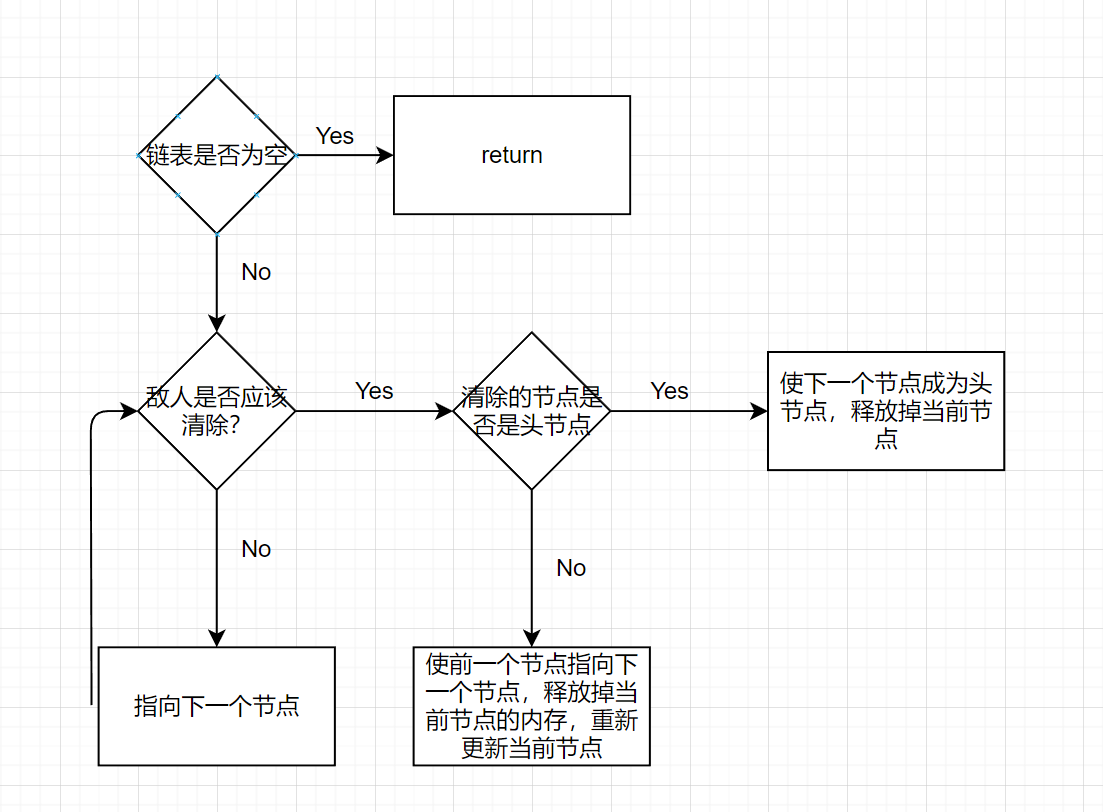 链表是否为空
Yes
return
No
敌人是否应该
清除？
Yes
清除的节点是
否是头节点
Yes
使下一个节点成为头
节点，释放掉当前节
点
No
No
指向下一个节点
使前一个节点指向下
一个节点，释放掉当
前节点的内存，重新
更新当前节点